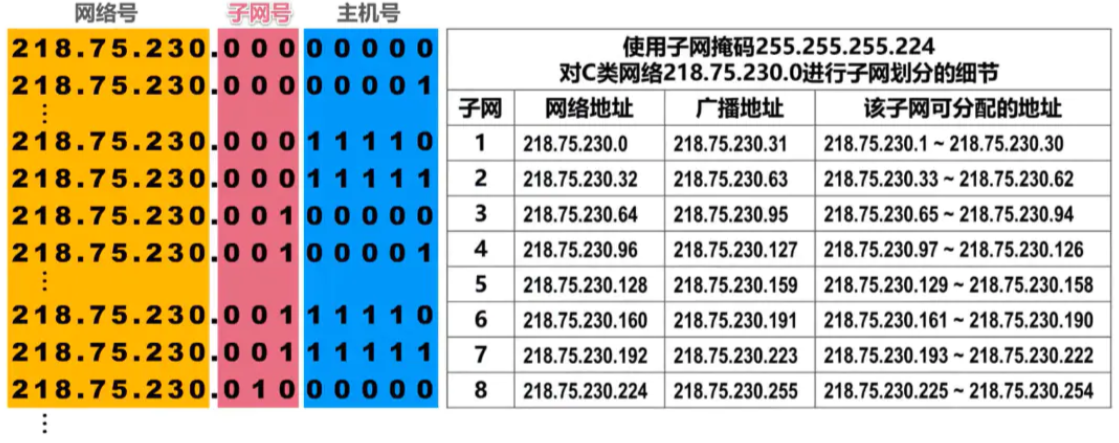 网络号 子网号 主机号
218.75.230.000 00000
218.75.230.000 00001
⋮
218.75.230.000 11110
218.75.230.000 11111
218.75.230.001 00000
218.75.230.001 00001
⋮
218.75.230.001 11110
218.75.230.001 11111
218.75.230.010 00000
⋮
使用子网掩码255.255.255.224
对C类网络218.75.230.0进行子网划分的细节
子网 网络地址 广播地址 该子网可分配的地址
1 218.75.230.0 218.75.230.31 218.75.230.1 ~ 218.75.230.30
2 218.75.230.32 218.75.230.63 218.75.230.33 ~ 218.75.230.62
3 218.75.230.64 218.75.230.95 218.75.230.65 ~ 218.75.230.94
4 218.75.230.96 218.75.230.127 218.75.230.97 ~ 218.75.230.126
5 218.75.230.128 218.75.230.159 218.75.230.129 ~ 218.75.230.158
6 218.75.230.160 218.75.230.191 218.75.230.161 ~ 218.75.230.190
7 218.75.230.192 218.75.230.223 218.75.230.193 ~ 218.75.230.222
8 218.75.230.224 218.75.230.255 218.75.230.225 ~ 218.75.230.254